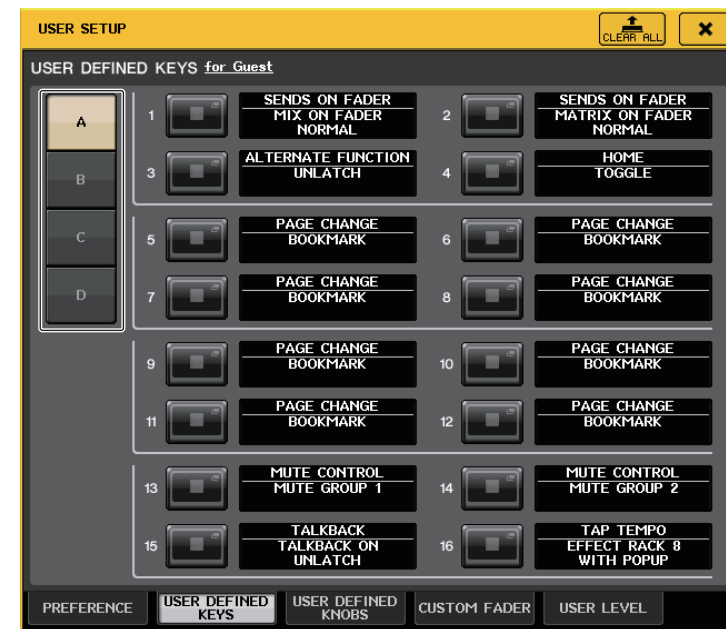 USER SETUP
CLEAR ALL
USER DEFINED KEYS for Guest
A
B
C
D
1
SENDS ON FADER
MIX ON FADER
NORMAL
2
SENDS ON FADER
MATRIX ON FADER
NORMAL
3
ALTERNATE FUNCTION
UNLATCH
4
HOME
TOGGLE
5
PAGE CHANGE
BOOKMARK
6
PAGE CHANGE
BOOKMARK
7
PAGE CHANGE
BOOKMARK
8
PAGE CHANGE
BOOKMARK
9
PAGE CHANGE
BOOKMARK
10
PAGE CHANGE
BOOKMARK
11
PAGE CHANGE
BOOKMARK
12
PAGE CHANGE
BOOKMARK
13
MUTE CONTROL
MUTE GROUP 1
14
MUTE CONTROL
MUTE GROUP 2
15
TALKBACK
TALKBACK ON
UNLATCH
16
TAP TEMPO
EFFECT RACK 8
WITH POPUP
PREFERENCE
USER DEFINED
KEYS
USER DEFINED
KNOBS
CUSTOM FADER
USER LEVEL